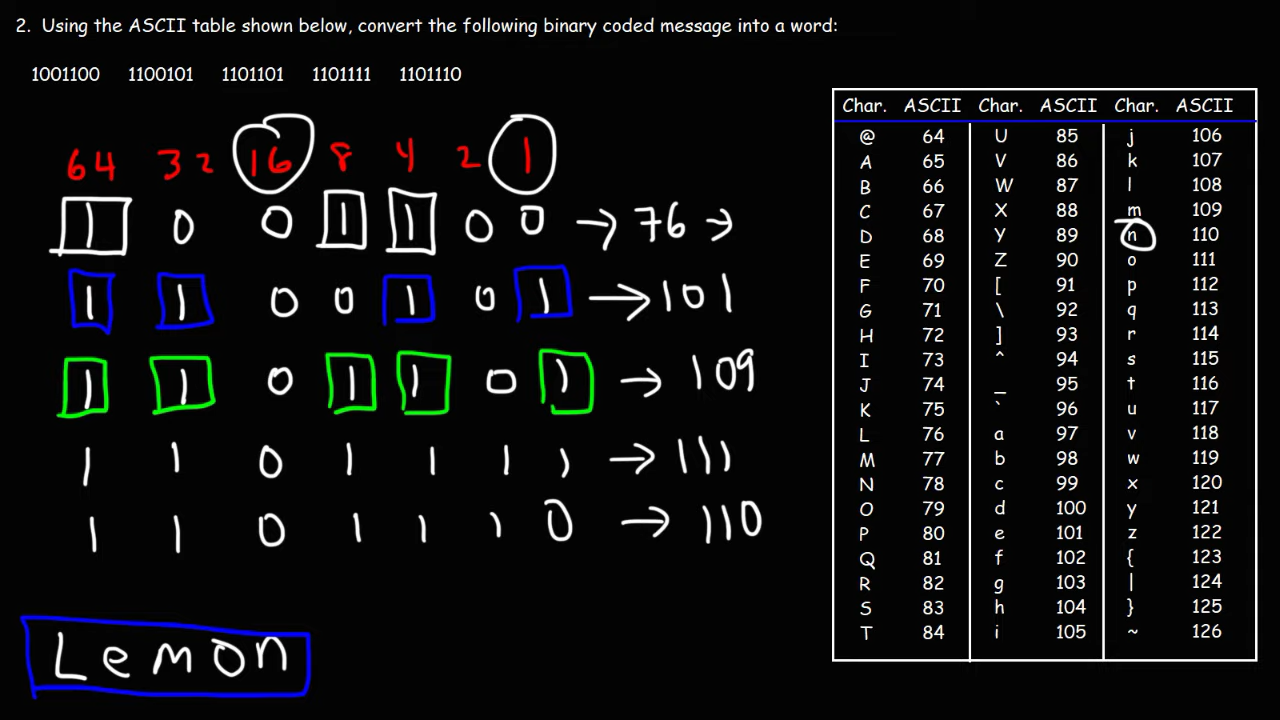 2. Using the ASCII table shown below, convert the following binary coded message into a word:
1001100 1100101 1101101 1101111 1101110
64 32 16 8 4 2 1
1 0 0 1 1 0 0 → 76 →
1 1 0 0 1 0 1 → 101
1 1 0 1 1 0 1 → 109
1 1 0 1 1 1 1 → 111
1 1 0 1 1 1 0 → 110
Lemon
Char. ASCII Char. ASCII Char. ASCII
@ 64 U 85 j 106
A 65 V 86 k 107
B 66 W 87 l 108
C 67 X 88 m 109
D 68 Y 89 n 110
E 69 Z 90 o 111
F 70 [ 91 p 112
G 71 \ 92 q 113
H 72 ] 93 r 114
I 73 ^ 94 s 115
J 74 _ 95 t 116
K 75 ` 96 u 117
L 76 a 97 v 118
M 77 b 98 w 119
N 78 c 99 x 120
O 79 d 100 y 121
P 80 e 101 z 122
Q 81 f 102 { 123
R 82 g 103 | 124
S 83 h 104 } 125
T 84 i 105 ~ 126